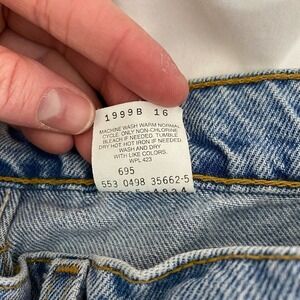 1999B 16
MACHINE WASH WARM NORMAL
CYCLE. ONLY NON-CHLORINE
BLEACH IF NEEDED. TUMBLE
DRY HOT. HOT IRON IF NEEDED.
WASH AND DRY
WITH LIKE COLORS.
WPL 423
695
553 0498 35662-5